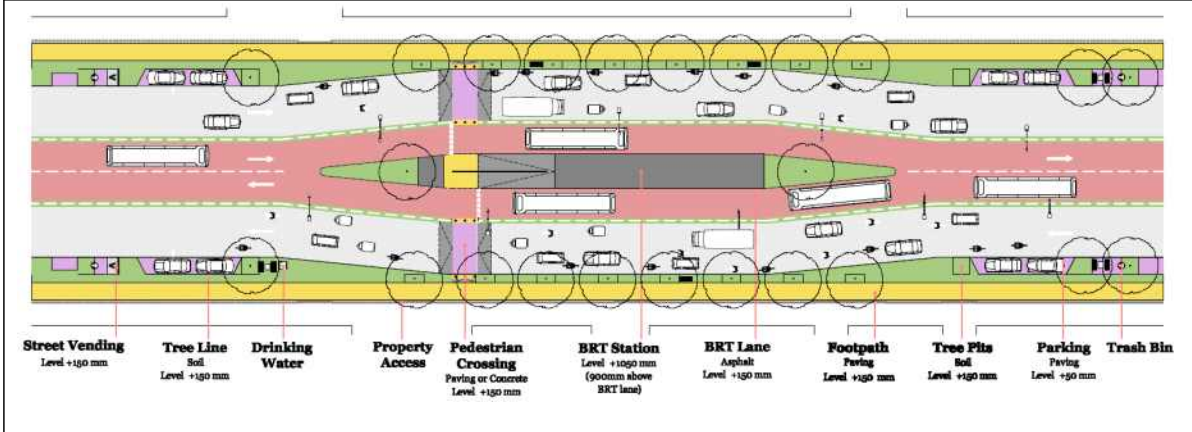 Street Vending
Level +150 mm
Tree Line
Soil
Level +150 mm
Drinking
Water
Property
Access
Pedestrian
Crossing
Paving or Concrete
Level +150 mm
BRT Station
Level +1050 mm
(900mm above
BRT lane)
BRT Lane
Asphalt
Level +150 mm
Footpath
Paving
Level +150 mm
Tree Pits
Soil
Level +150 mm
Parking
Paving
Level +50 mm
Trash Bin